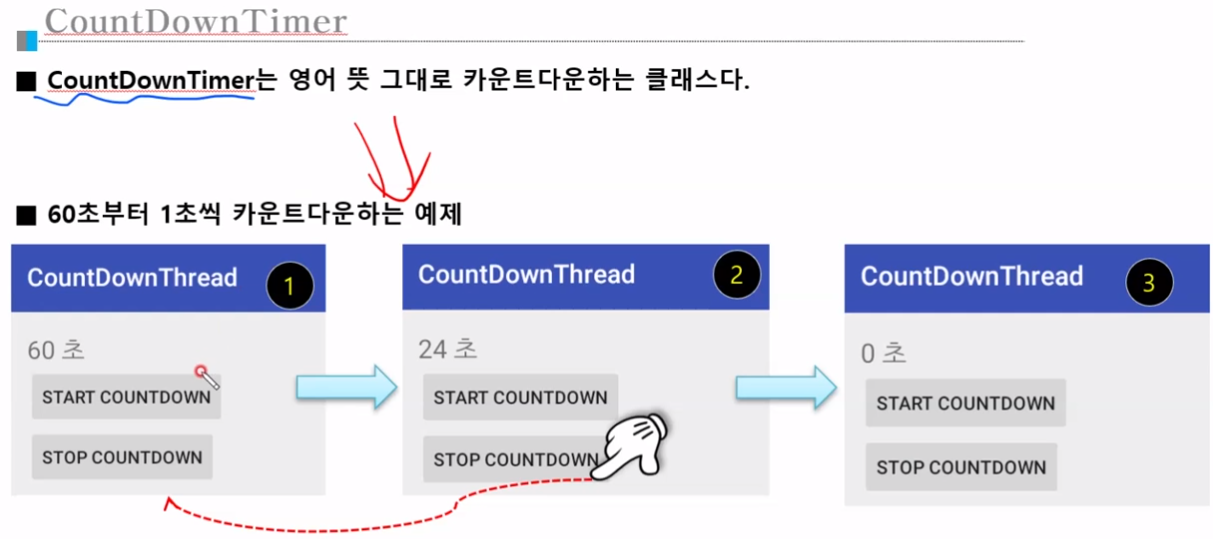 CountDownTimer
■ CountDownTimer는 영어 뜻 그대로 카운트다운하는 클래스다.
■ 60초부터 1초씩 카운트다운하는 예제
CountDownThread 1
60 초
START COUNTDOWN
STOP COUNTDOWN
CountDownThread 2
24 초
START COUNTDOWN
STOP COUNTDOWN
CountDownThread 3
0 초
START COUNTDOWN
STOP COUNTDOWN